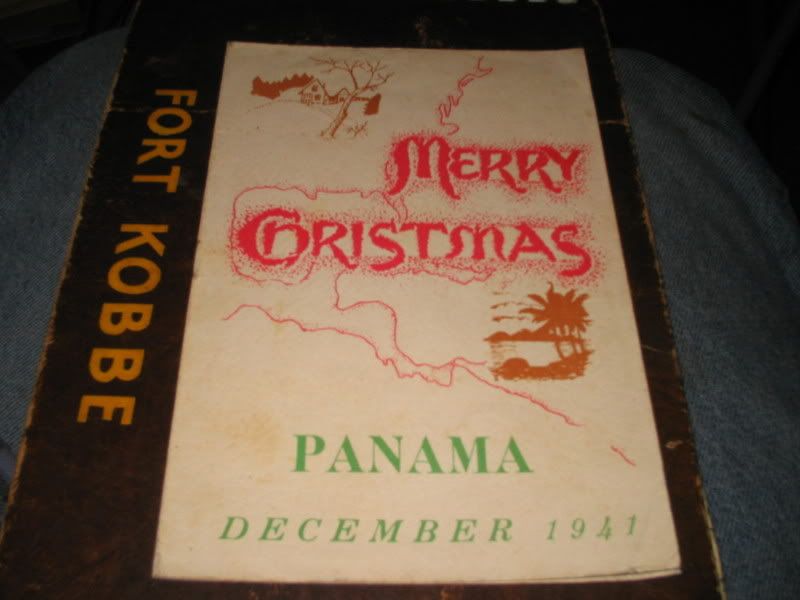 FORT KOBBE
MERRY
CHRISTMAS
PANAMA
DECEMBER 1941